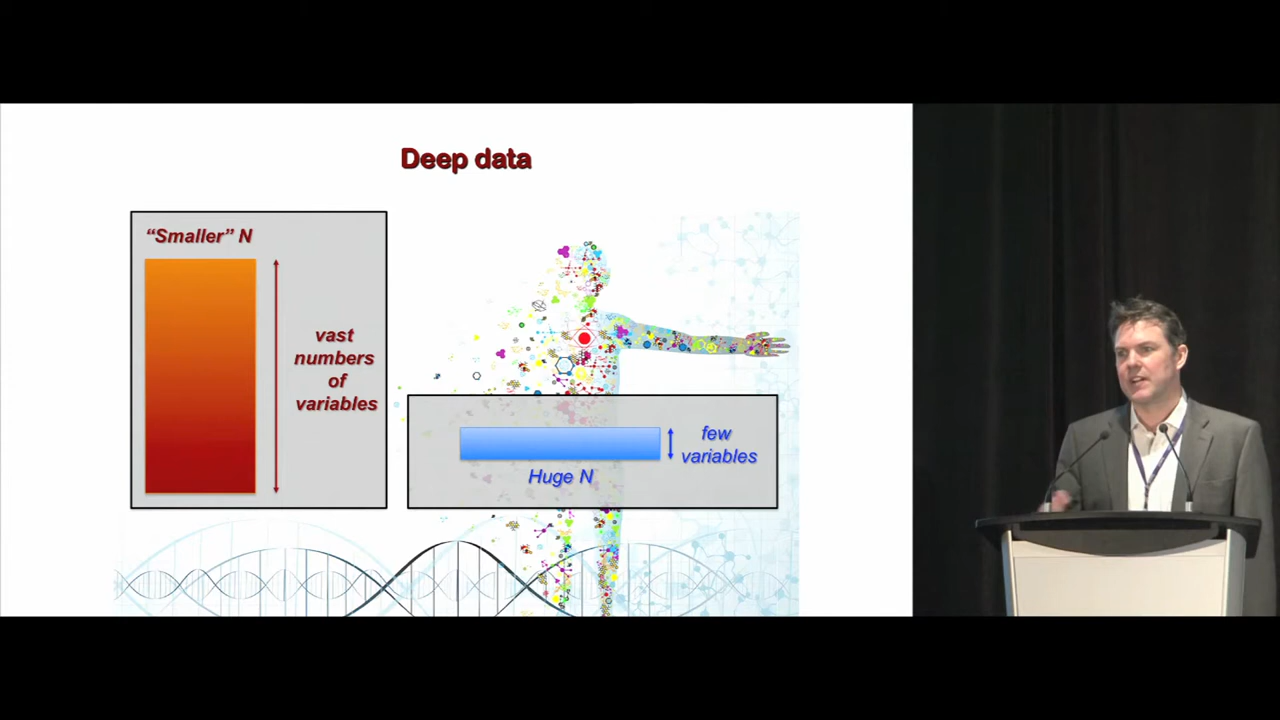 Deep data
“Smaller” N
vast
numbers
of
variables
few
variables
Huge N